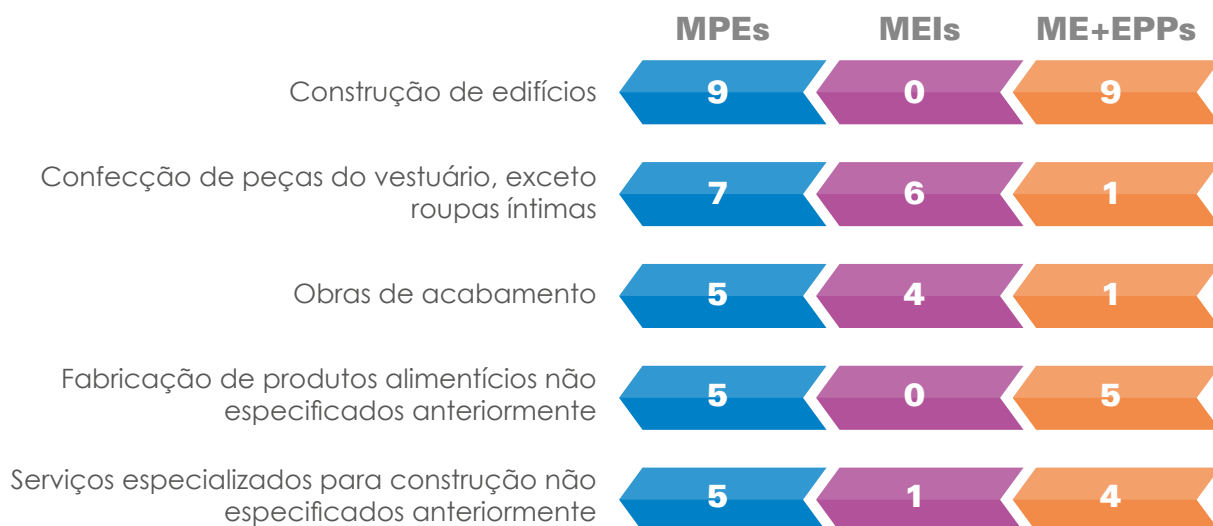 MPEs MEIs ME+EPPs
Construção de edifícios 9 0 9
Confecção de peças do vestuário, exceto
roupas íntimas 7 6 1
Obras de acabamento 5 4 1
Fabricação de produtos alimentícios não
especificados anteriormente 5 0 5
Serviços especializados para construção não
especificados anteriormente 5 1 4